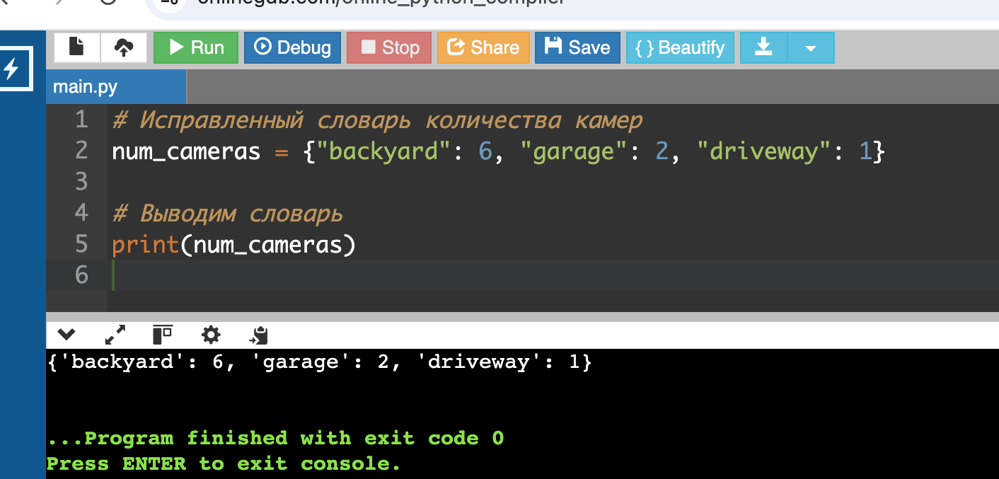 onlinegdb.com/online_python_compiler
Run Debug Stop Share Save { } Beautify
main.py
1 # Исправленный словарь количества камер
2 num_cameras = {"backyard": 6, "garage": 2, "driveway": 1}
3
4 # Выводим словарь
5 print(num_cameras)
6
{'backyard': 6, 'garage': 2, 'driveway': 1}
...Program finished with exit code 0
Press ENTER to exit console.